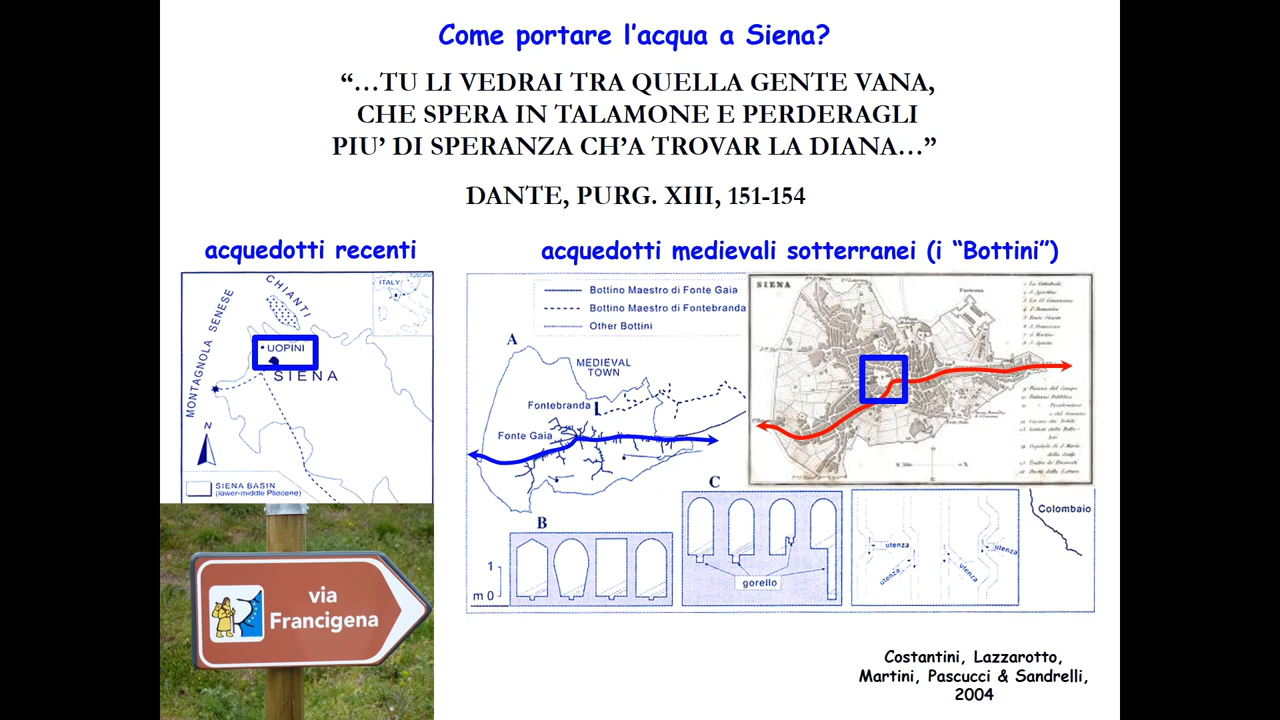 Come portare l’acqua a Siena?
“…TU LI VEDRAI TRA QUELLA GENTE VANA,
CHE SPERA IN TALAMONE E PERDERAGLI
PIU’ DI SPERANZA CH’A TROVAR LA DIANA…”
DANTE, PURG. XIII, 151-154
acquedotti recenti
acquedotti medievali sotterranei (i “Bottini”)
CHIANTI
ITALY
TUSCANY
MONTAGNOLA SENESE
UOPINI
SIENA
N
SIENA BASIN
(lower-middle Pliocene)
via
Francigena
Bottino Maestro di Fonte Gaia
Bottino Maestro di Fontebranda
Other Bottini
A
MEDIEVAL
TOWN
Fontebranda
Fonte Gaia
SIENA
Fortezza
B
1
m 0
C
gorello
utenza
utenza
utenza
utenza
Colombaio
Costantini, Lazzarotto,
Martini, Pascucci & Sandrelli,
2004